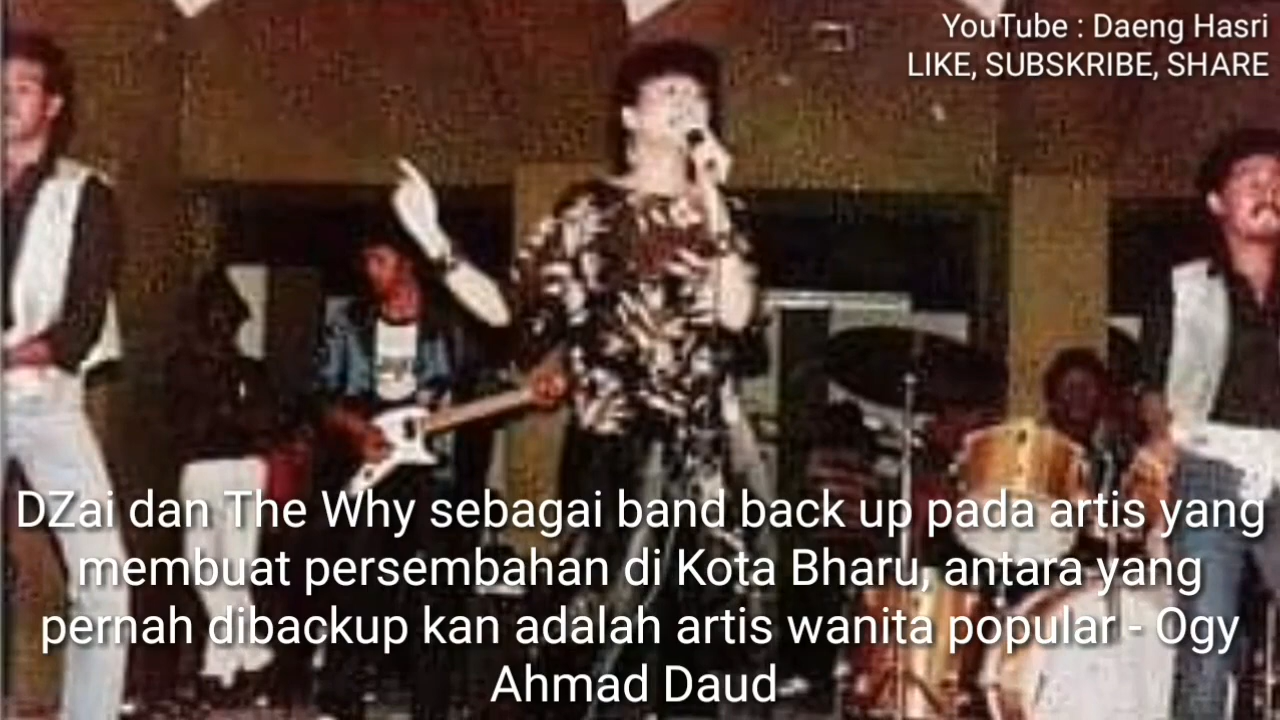 YouTube : Daeng Hasri
LIKE, SUBSKRIBE, SHARE
DZai dan The Why sebagai band back up pada artis yang
membuat persembahan di Kota Bharu, antara yang
pernah dibackup kan adalah artis wanita popular - Ogy
Ahmad Daud